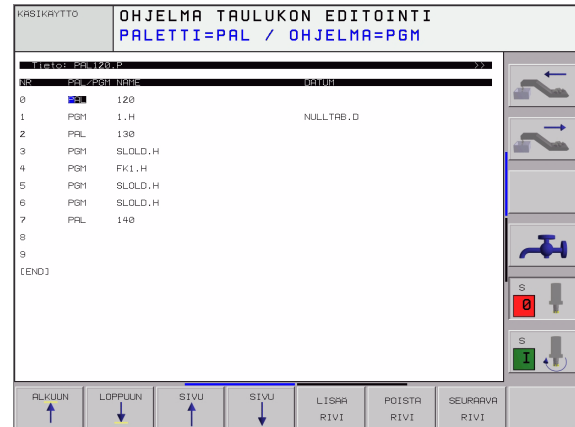 KASIKAYTTO
OHJELMA TAULUKON EDITOINTI
PALETTI=PAL / OHJELMA=PGM
Tieto: PAL120.P >>
NR PAL/PGM NAME DATUM
0 PAL 120
1 PGM 1.H NULLTAB.D
2 PAL 130
3 PGM SLOLD.H
4 PGM FK1.H
5 PGM SLOLD.H
6 PGM SLOLD.H
7 PAL 140
8
9
[END]
S
0
S
I
ALKUUN LOPPUUN SIVU SIVU LISAA RIVI POISTA RIVI SEURAAVA RIVI